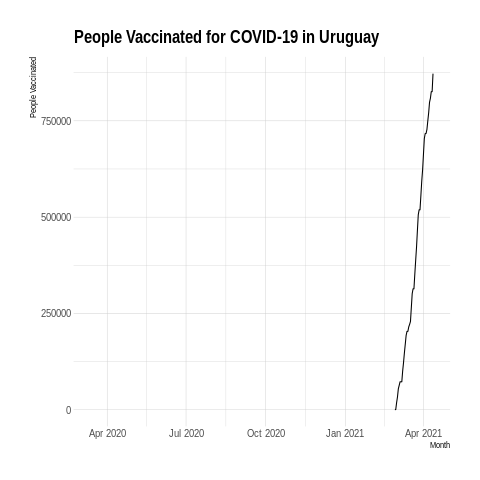 People Vaccinated for COVID-19 in Uruguay
People Vaccinated
750000
500000
250000
0
Apr 2020 Jul 2020 Oct 2020 Jan 2021 Apr 2021
Month